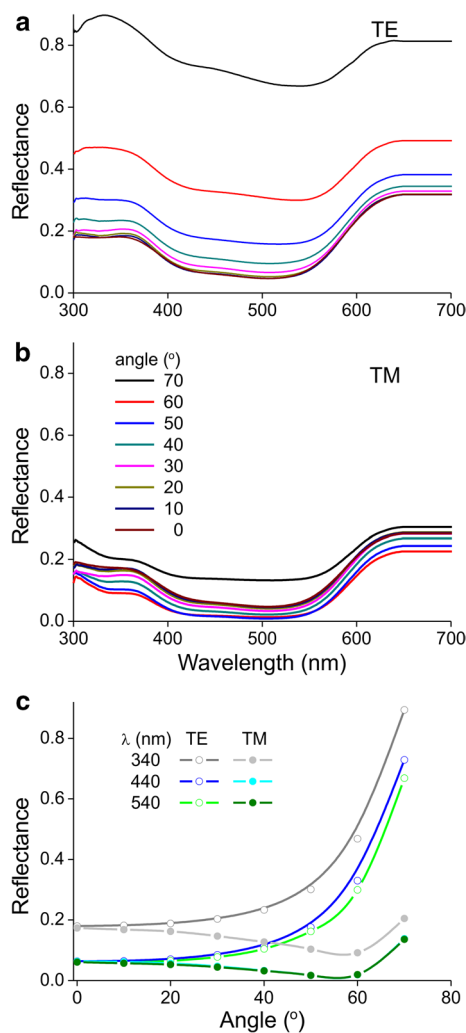 a
TE
0.8
0.6
0.4
0.2
0.0
Reflectance
300 400 500 600 700
b
angle (°)
TM
70
60
50
40
30
20
10
0
0.8
0.6
0.4
0.2
0.0
Reflectance
300 400 500 600 700
Wavelength (nm)
c
λ (nm) TE TM
340
440
540
0.8
0.6
0.4
0.2
0.0
Reflectance
0 20 40 60 80
Angle (°)